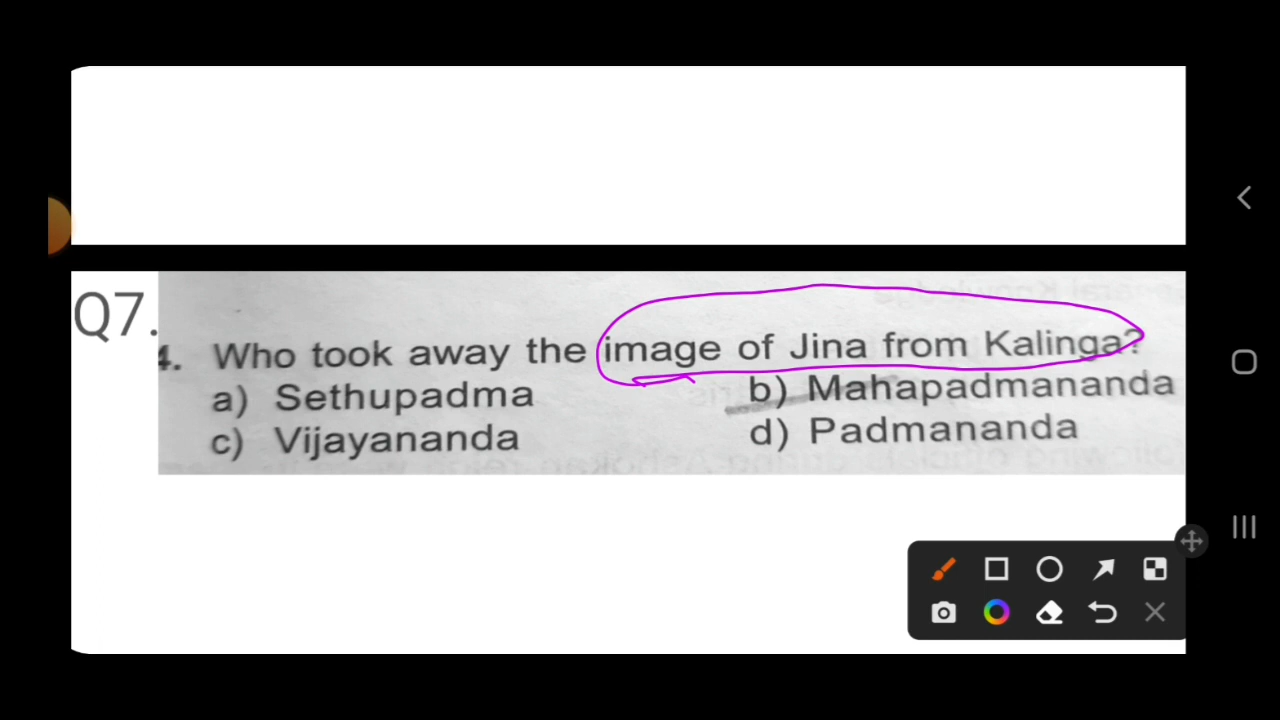 Q7.
4. Who took away the image of Jina from Kalinga?
a) Sethupadma b) Mahapadmananda
c) Vijayananda d) Padmananda